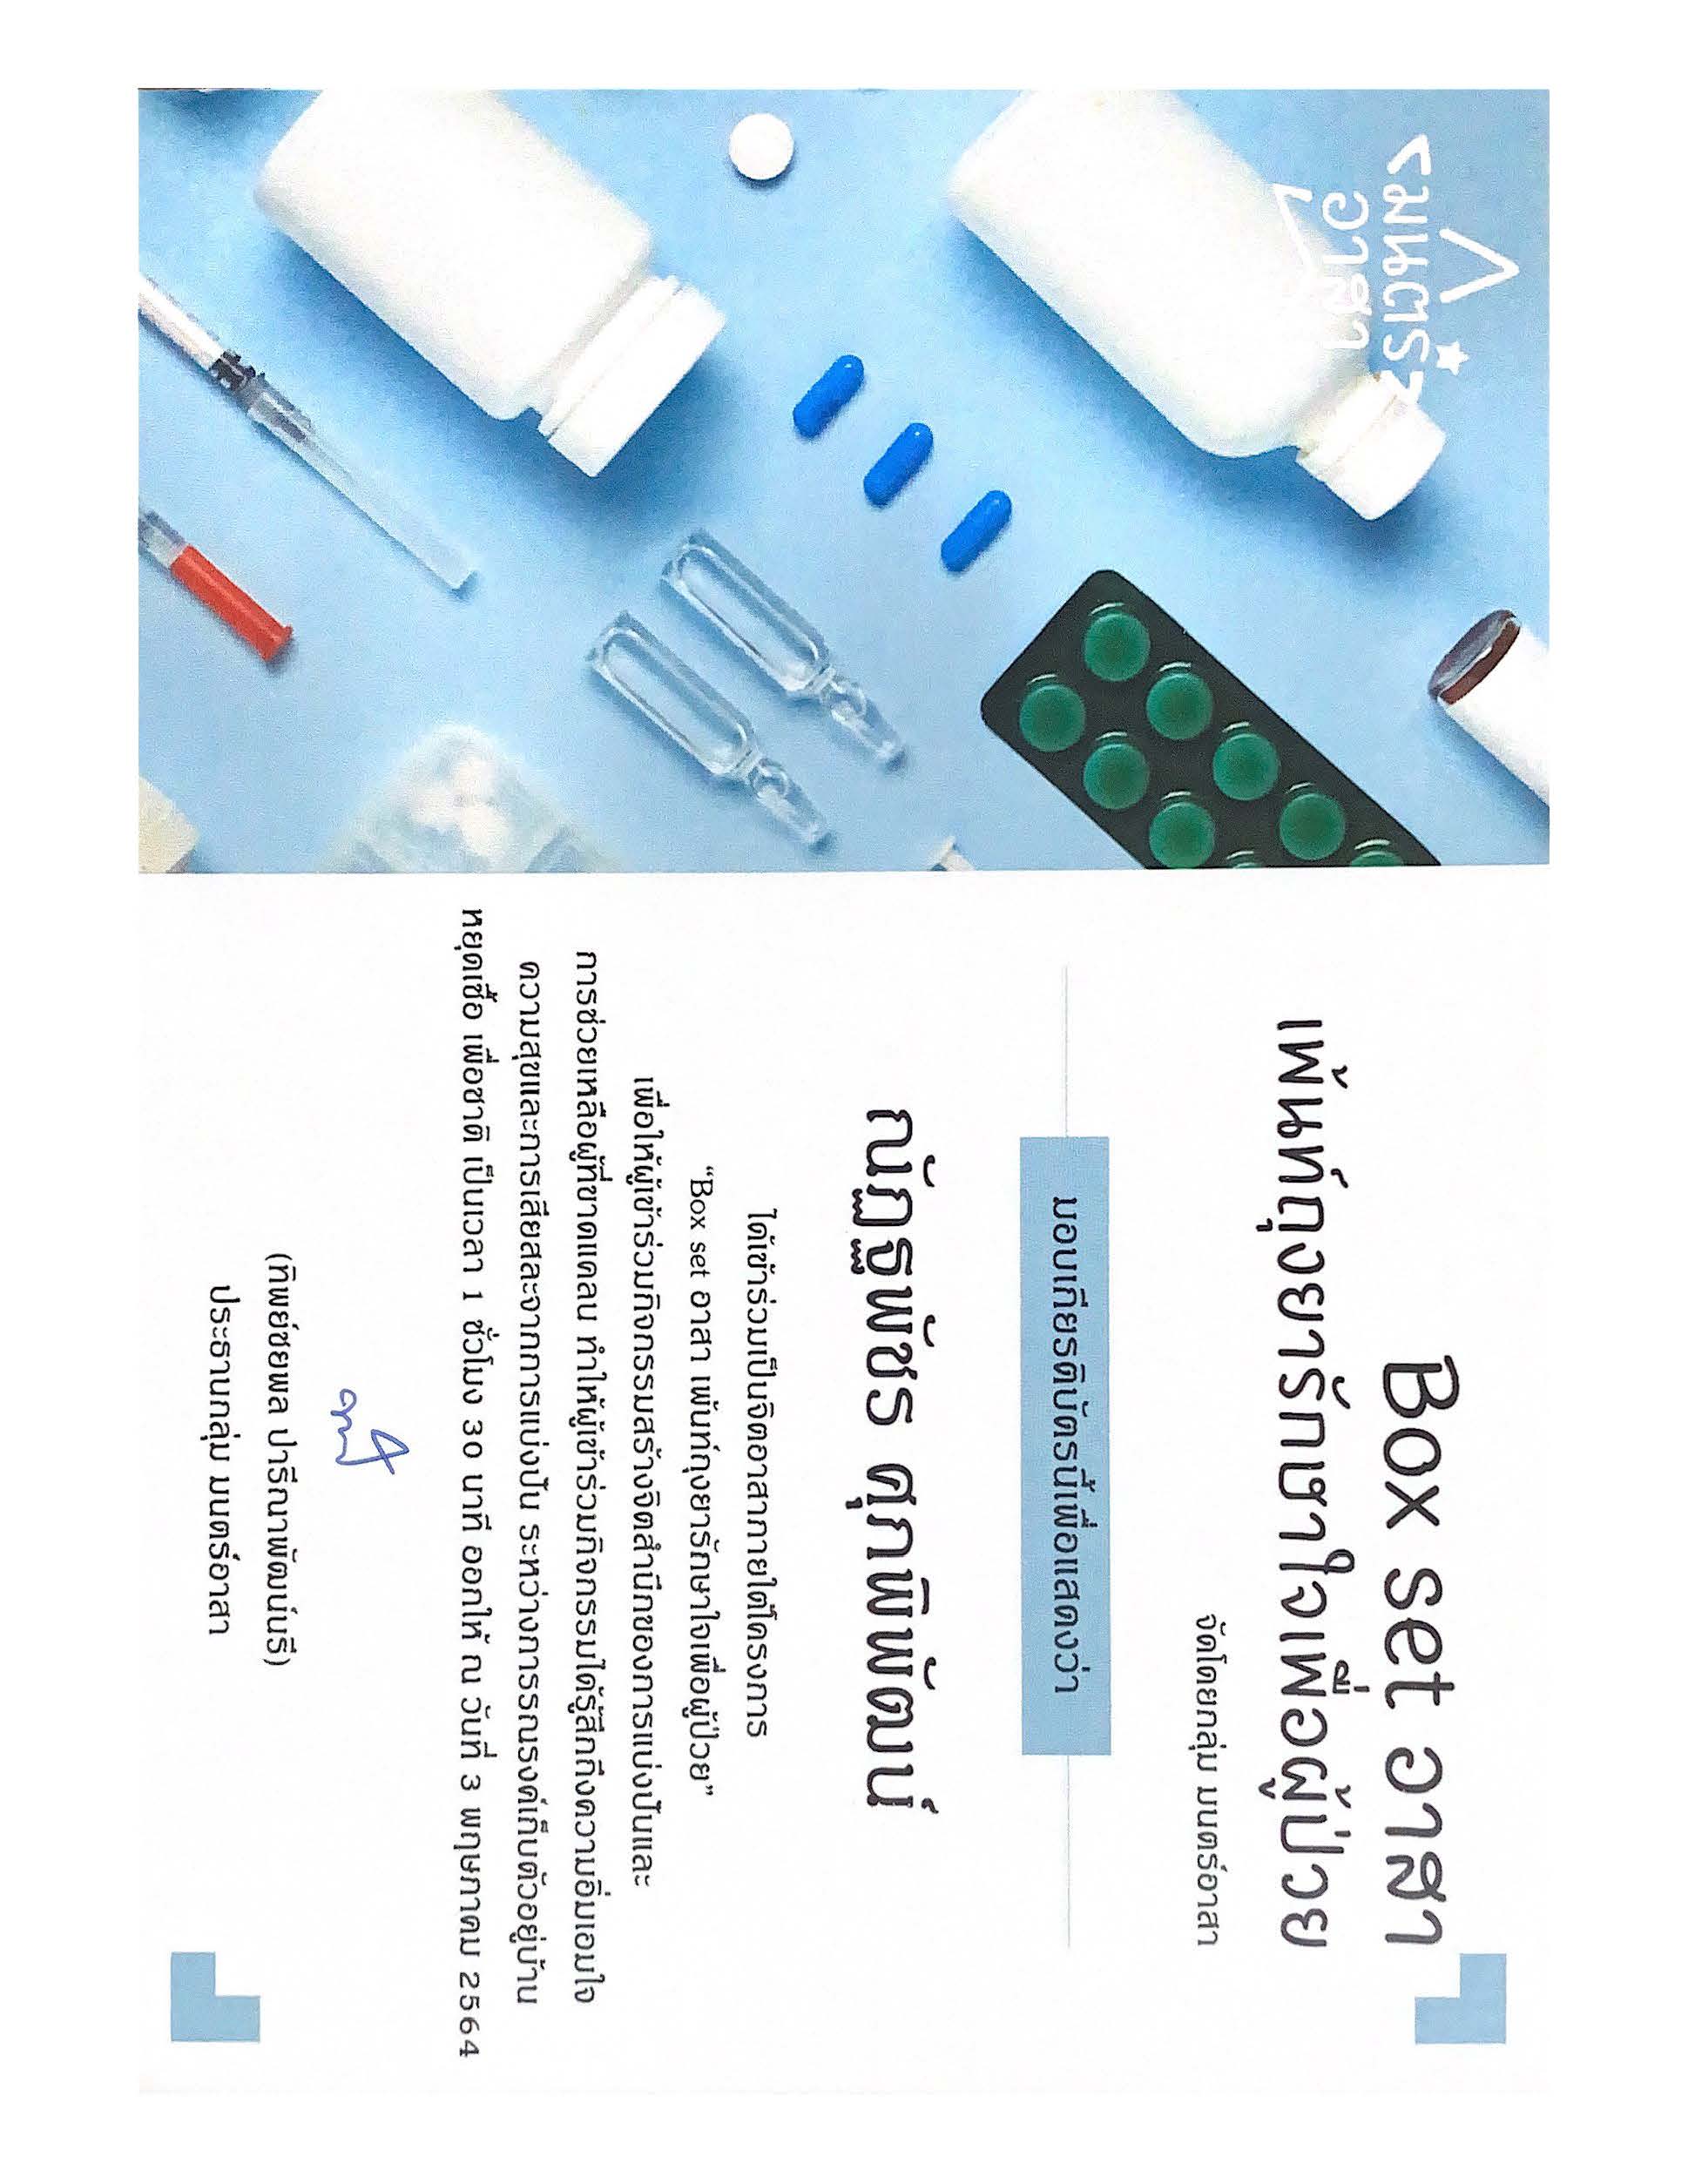 มนตร์
อาสา
Box set อาสา
เพ้นท์ถุงยารักษาใจเพื่อผู้ป่วย
จัดโดยกลุ่ม มนตร์อาสา
มอบเกียรติบัตรนี้เพื่อแสดงว่า
ณัฏฐพัชร ศุภพิพัฒน์
ได้เข้าร่วมเป็นจิตอาสาภายใต้โครงการ
“Box set อาสา เพ้นท์ถุงยารักษาใจเพื่อผู้ป่วย”
เพื่อให้ผู้เข้าร่วมกิจกรรมสร้างจิตสำนึกของการแบ่งปันและ
การช่วยเหลือผู้ที่ขาดแคลน ทำให้ผู้เข้าร่วมกิจกรรมได้รู้สึกถึงความอิ่มเอมใจ
ความสุขและการเสียสละจากการแบ่งปัน ระหว่างการรณรงค์เก็บตัวอยู่บ้าน
หยุดเชื้อ เพื่อชาติ เป็นเวลา 1 ชั่วโมง 30 นาที ออกให้ ณ วันที่ 3 พฤษภาคม 2564
(ทิพย์ชยพล ปารีณาพัฒน์นรี)
ประธานกลุ่ม มนตร์อาสา